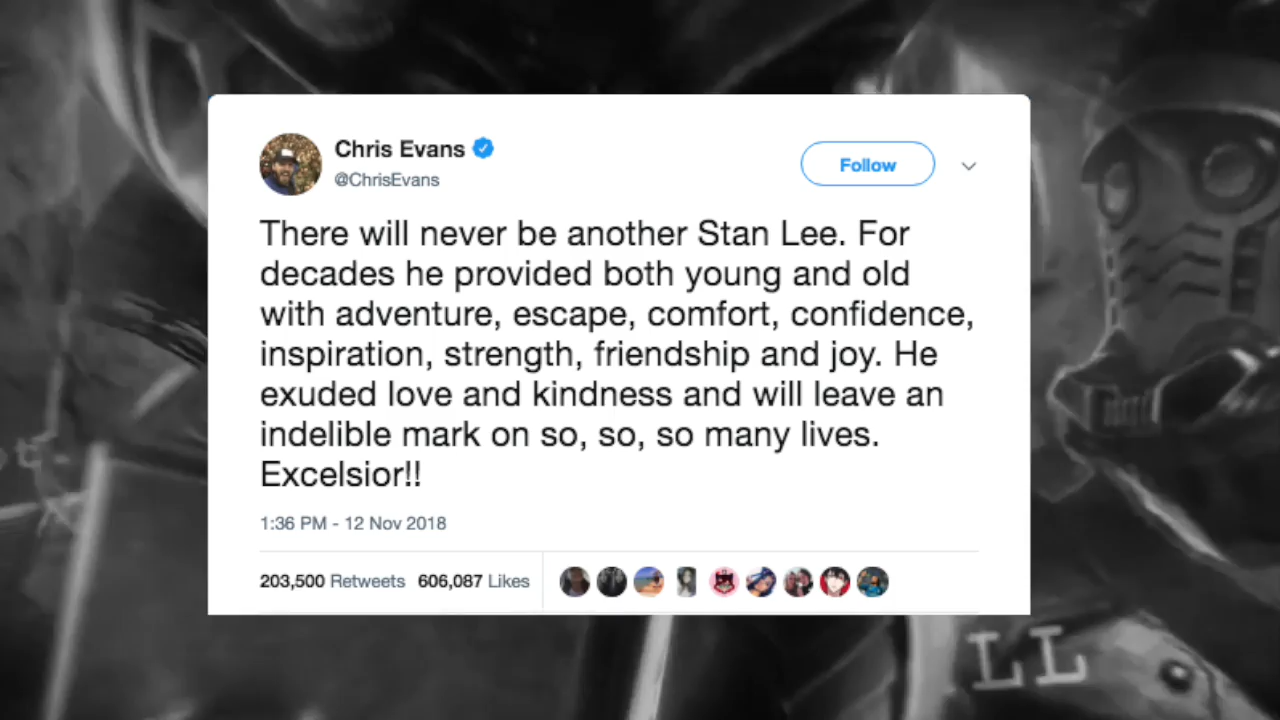 Chris Evans
Follow
@ChrisEvans
There will never be another Stan Lee. For
decades he provided both young and old
with adventure, escape, comfort, confidence,
inspiration, strength, friendship and joy. He
exuded love and kindness and will leave an
indelible mark on so, so, so many lives.
Excelsior!!
1:36 PM - 12 Nov 2018
203,500 Retweets 606,087 Likes
LL